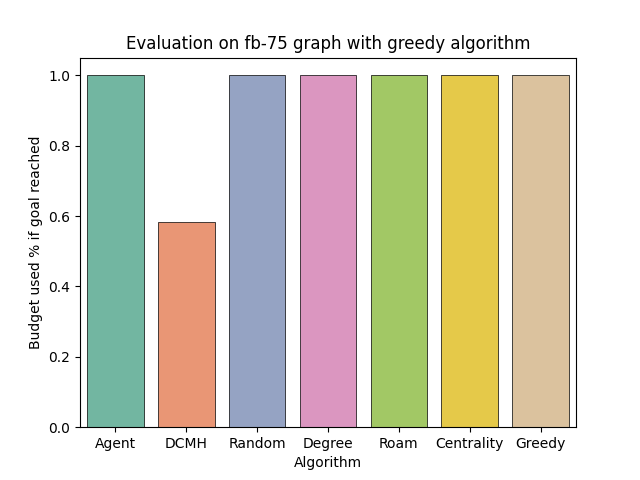 Evaluation on fb-75 graph with greedy algorithm
Budget used % if goal reached
1.0
0.8
0.6
0.4
0.2
0.0
Agent DCMH Random Degree Roam Centrality Greedy
Algorithm